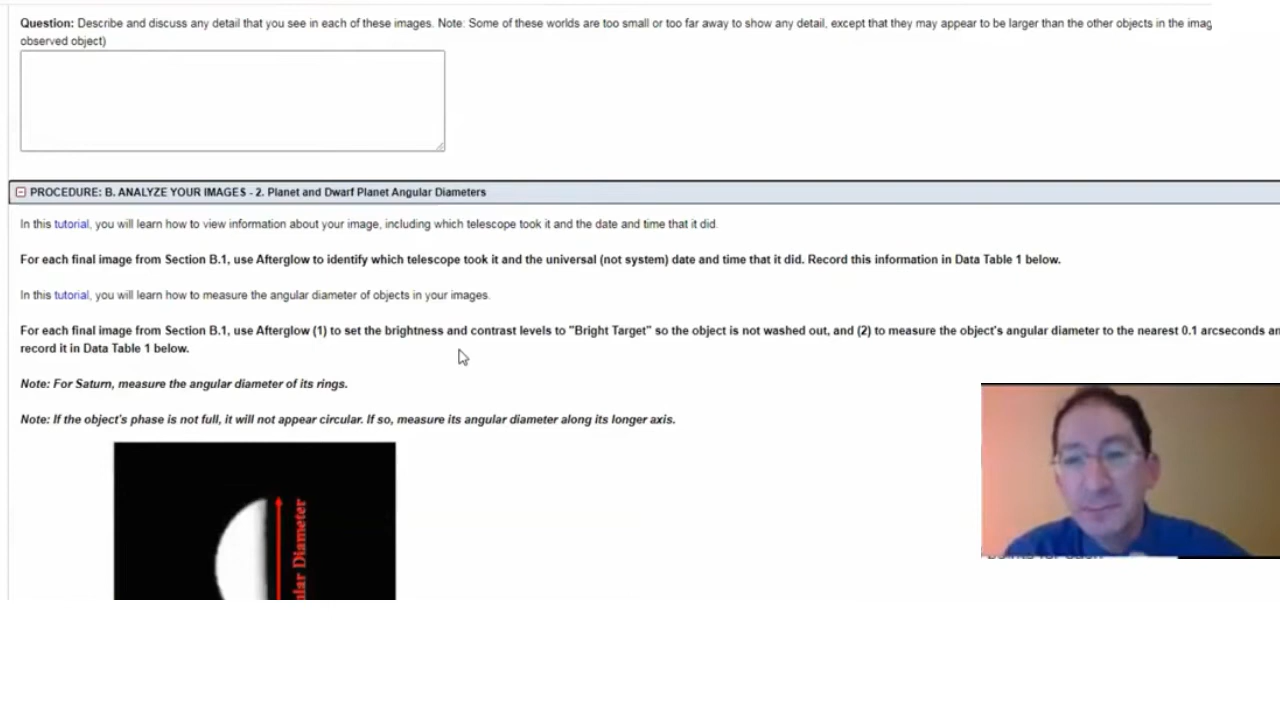 Question: Describe and discuss any detail that you see in each of these images. Note: Some of these worlds are too small or too far away to show any detail, except that they may appear to be larger than the other objects in the imag
observed object)
PROCEDURE: B. ANALYZE YOUR IMAGES - 2. Planet and Dwarf Planet Angular Diameters
In this tutorial, you will learn how to view information about your image, including which telescope took it and the date and time that it did.
For each final image from Section B.1, use Afterglow to identify which telescope took it and the universal (not system) date and time that it did. Record this information in Data Table 1 below.
In this tutorial, you will learn how to measure the angular diameter of objects in your images.
For each final image from Section B.1, use Afterglow (1) to set the brightness and contrast levels to "Bright Target" so the object is not washed out, and (2) to measure the object's angular diameter to the nearest 0.1 arcseconds an
record it in Data Table 1 below.
Note: For Saturn, measure the angular diameter of its rings.
Note: If the object's phase is not full, it will not appear circular. If so, measure its angular diameter along its longer axis.
ular Diameter